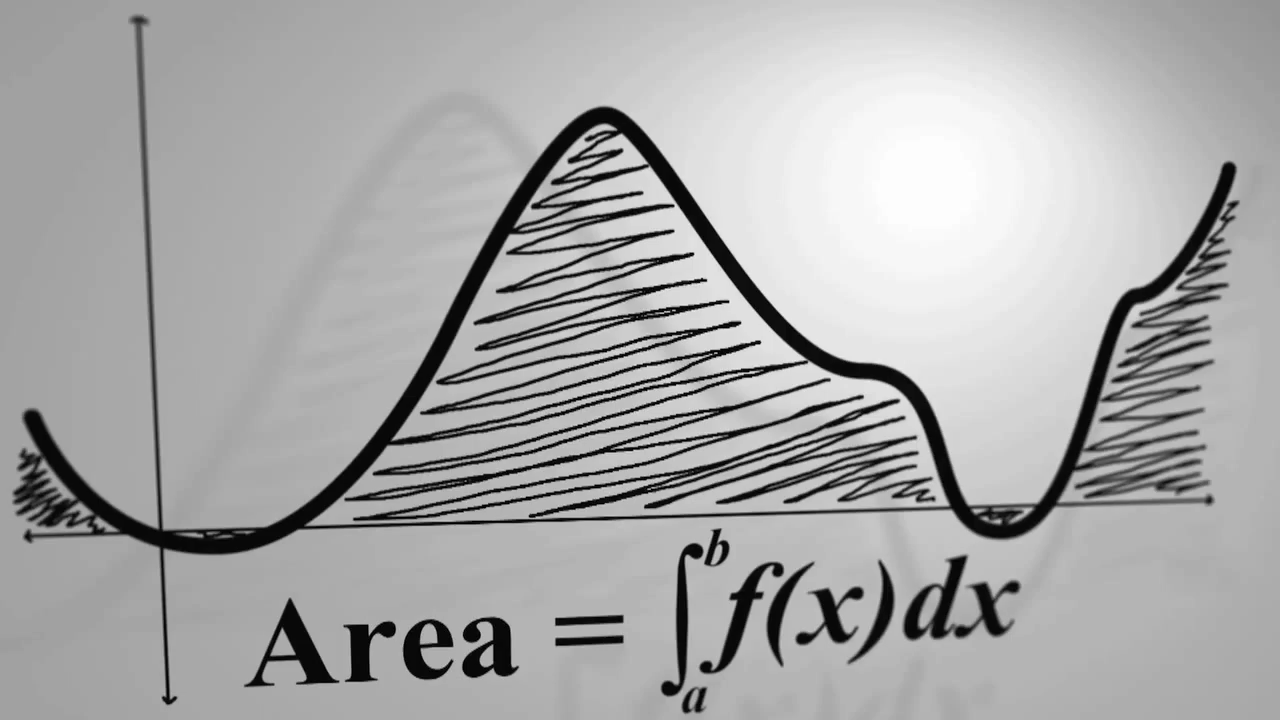 Area = ∫_a^b f(x)dx